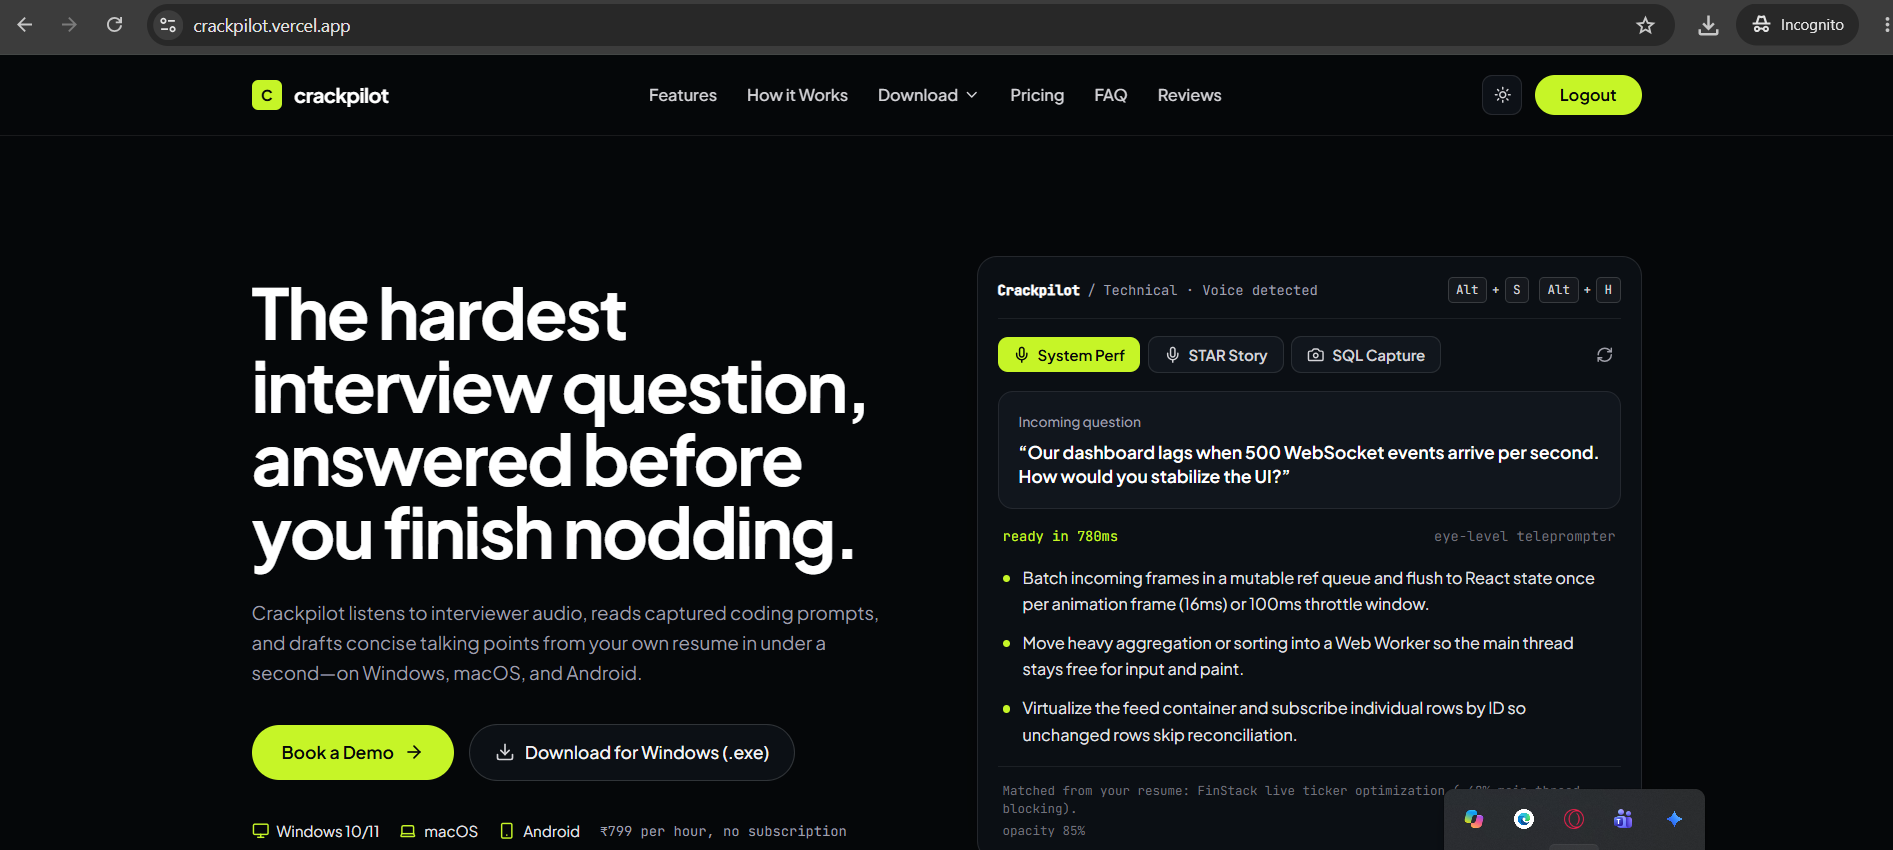 crackpilot.vercel.app
Incognito
C crackpilot
Features
How it Works
Download
Pricing
FAQ
Reviews
Logout
The hardest
interview question,
answered before
you finish nodding.
Crackpilot listens to interviewer audio, reads captured coding prompts,
and drafts concise talking points from your own resume in under a
second—on Windows, macOS, and Android.
Book a Demo
Download for Windows (.exe)
Windows 10/11
macOS
Android
₹799 per hour, no subscription
Crackpilot / Technical · Voice detected
Alt + S Alt + H
System Perf
STAR Story
SQL Capture
Incoming question
“Our dashboard lags when 500 WebSocket events arrive per second.
How would you stabilize the UI?”
ready in 780ms
eye-level teleprompter
Batch incoming frames in a mutable ref queue and flush to React state once
per animation frame (16ms) or 100ms throttle window.
Move heavy aggregation or sorting into a Web Worker so the main thread
stays free for input and paint.
Virtualize the feed container and subscribe individual rows by ID so
unchanged rows skip reconciliation.
Matched from your resume: FinStack live ticker optimization
blocking).
opacity 85%